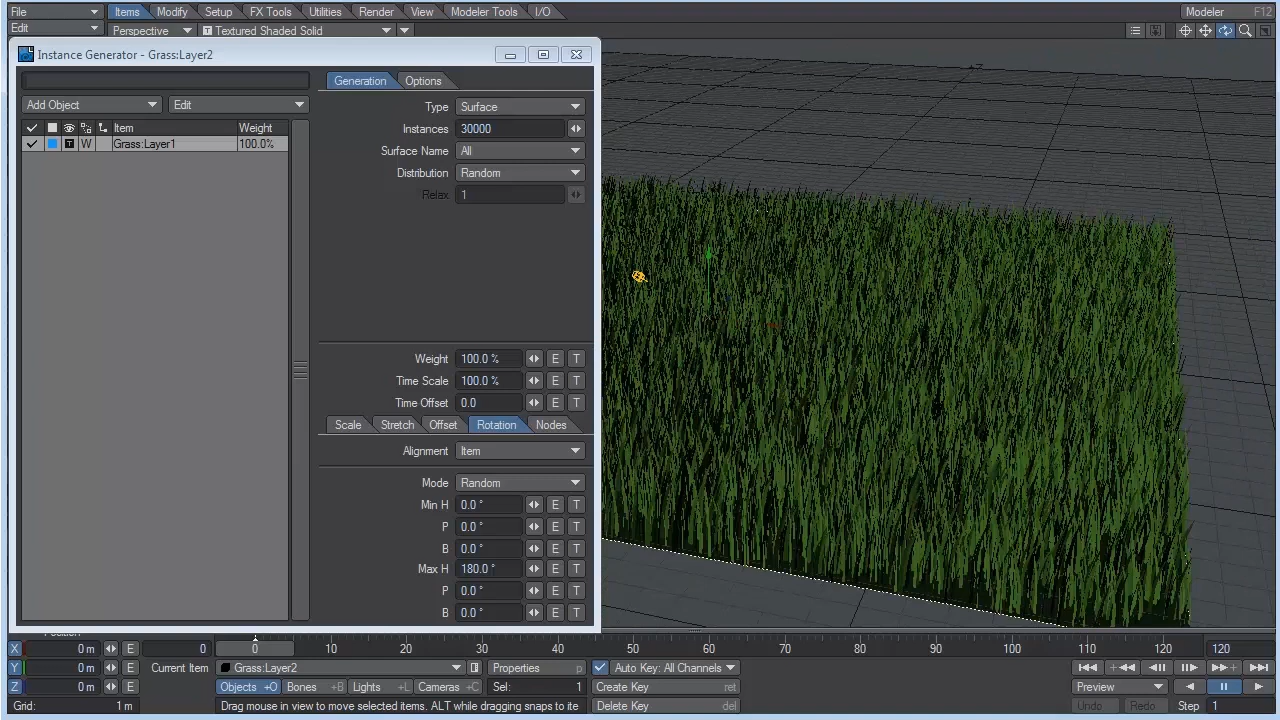 File Items Modify Setup FX Tools Utilities Render View Modeler Tools I/O Modeler F12
Edit Perspective T Textured Shaded Solid
Instance Generator - Grass:Layer2
Generation Options
Add Object Edit
Type Surface
Instances 30000
Item Weight
T W Grass:Layer1 100.0%
Surface Name All
Distribution Random
Relax 1
Weight 100.0 % E T
Time Scale 100.0 % E T
Time Offset 0.0 E T
Scale Stretch Offset Rotation Nodes
Alignment Item
Mode Random
Min H 0.0 ° E T
P 0.0 ° E T
B 0.0 ° E T
Max H 180.0 ° E T
P 0.0 ° E T
B 0.0 ° E T
Position
X 0 m E 0 0 10 20 30 40 50 60 70 80 90 100 110 120 120
Y 0 m E Current Item Grass:Layer2 Properties p Auto Key: All Channels
Z 0 m E Objects +O Bones +B Lights +L Cameras +C Sel: 1 Create Key ret Preview
Grid: 1 m Drag mouse in view to move selected items. ALT while dragging snaps to ite Delete Key del Undo Redo Step 1